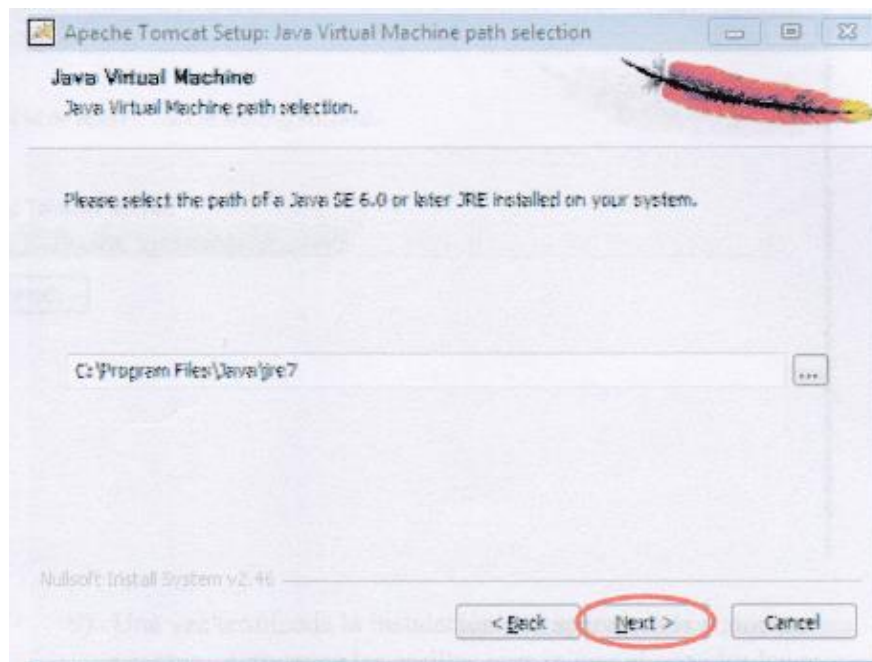 Apache Tomcat Setup: Java Virtual Machine path selection
Java Virtual Machine
Java Virtual Machine path selection.
Please select the path of a Java SE 6.0 or later JRE installed on your system.
C:\Program Files\Java\jre7
...
Nullsoft Install System v2.46
< Back
Next >
Cancel